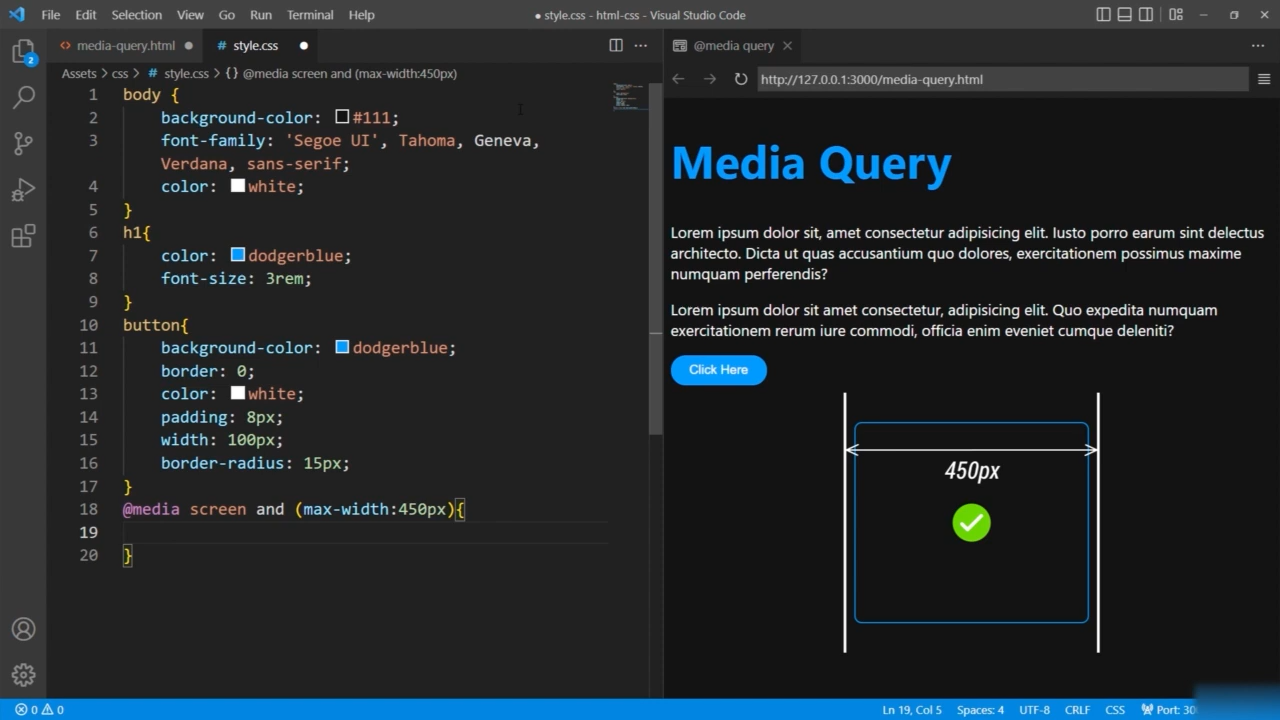 File Edit Selection View Go Run Terminal Help
● style.css - html-css - Visual Studio Code
media-query.html
# style.css
@media query
Assets > css > # style.css > {} @media screen and (max-width:450px)
http://127.0.0.1:3000/media-query.html
2
1 body {
2 background-color: #111;
3 font-family: 'Segoe UI', Tahoma, Geneva,
Verdana, sans-serif;
4 color: white;
5 }
6 h1{
7 color: dodgerblue;
8 font-size: 3rem;
9 }
10 button{
11 background-color: dodgerblue;
12 border: 0;
13 color: white;
14 padding: 8px;
15 width: 100px;
16 border-radius: 15px;
17 }
18 @media screen and (max-width:450px){
19
20 }
Media Query
Lorem ipsum dolor sit, amet consectetur adipisicing elit. Iusto porro earum sint delectus
architecto. Dicta ut quas accusantium quo dolores, exercitationem possimus maxime
numquam perferendis?
Lorem ipsum dolor sit amet consectetur, adipisicing elit. Quo expedita numquam
exercitationem rerum iure commodi, officia enim eveniet cumque deleniti?
Click Here
450px
0 0
Ln 19, Col 5 Spaces: 4 UTF-8 CRLF CSS Port: